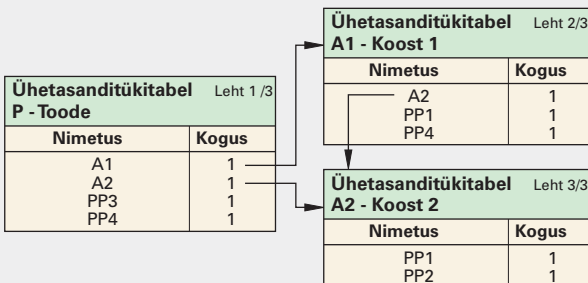 Ühetasanditükitabel Leht 1 /3
P - Toode
Nimetus Kogus
A1 1
A2 1
PP3 1
PP4 1
Ühetasanditükitabel Leht 2/3
A1 - Koost 1
Nimetus Kogus
A2 1
PP1 1
PP4 1
Ühetasanditükitabel Leht 3/3
A2 - Koost 2
Nimetus Kogus
PP1 1
PP2 1